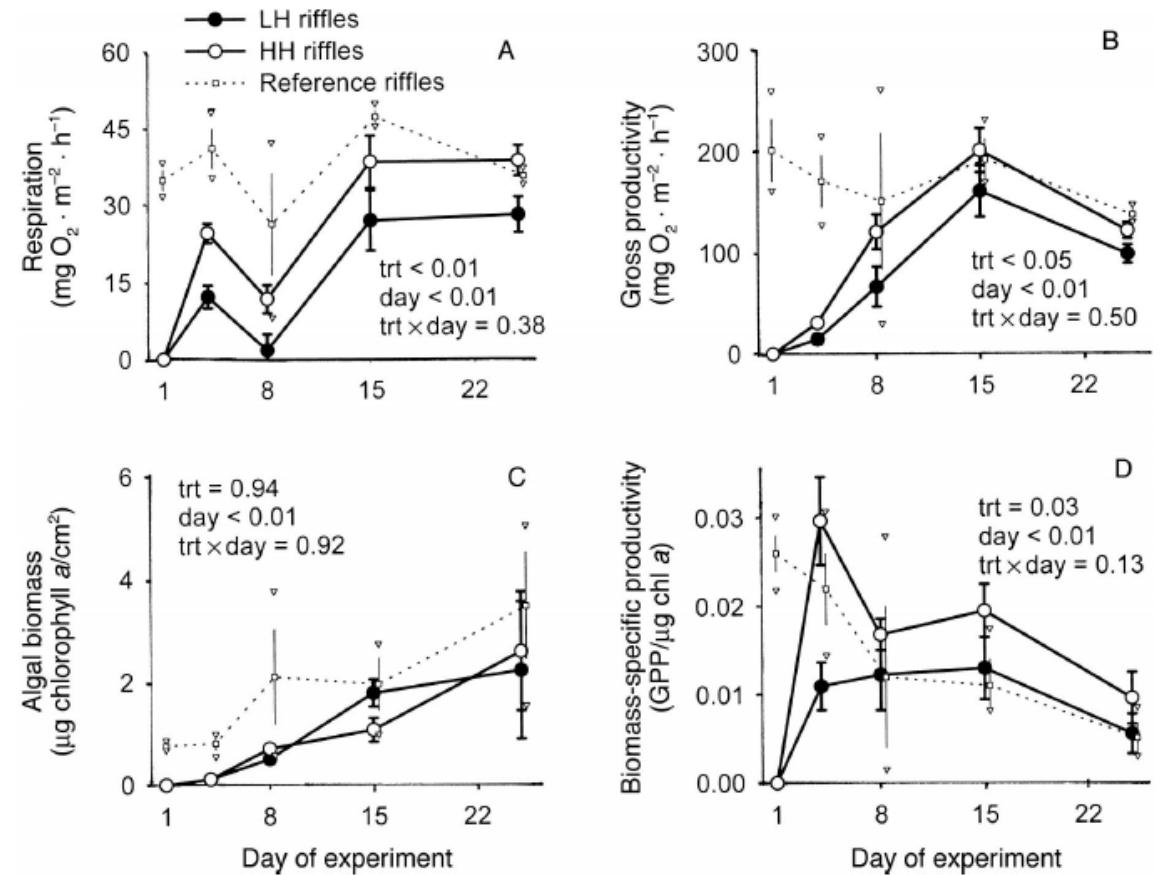 LH riffles
HH riffles
Reference riffles
A
60
45
30
15
0
1
8
15
22
Respiration
(mg O₂ · m⁻² · h⁻¹)
trt < 0.01
day < 0.01
trt × day = 0.38
B
300
200
100
0
1
8
15
22
Gross productivity
(mg O₂ · m⁻² · h⁻¹)
trt < 0.05
day < 0.01
trt × day = 0.50
C
6
4
2
0
1
8
15
22
Algal biomass
(µg chlorophyll a/cm²)
trt = 0.94
day < 0.01
trt × day = 0.92
Day of experiment
D
0.03
0.02
0.01
0.00
1
8
15
22
Biomass-specific productivity
(GPP/µg chl a)
trt = 0.03
day < 0.01
trt × day = 0.13
Day of experiment